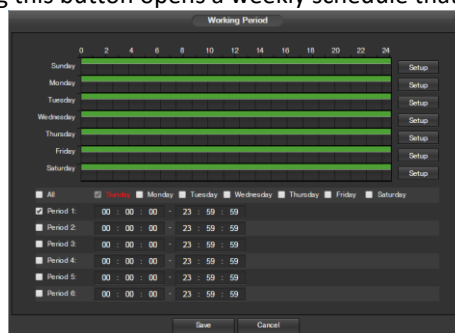 g this button opens a weekly schedule tha
Working Period
0 2 4 6 8 10 12 14 16 18 20 22 24
Sunday Setup
Monday Setup
Tuesday Setup
Wednesday Setup
Thursday Setup
Friday Setup
Saturday Setup
All Sunday Monday Tuesday Wednesday Thursday Friday Saturday
Period 1: 00 : 00 : 00 - 23 : 59 : 59
Period 2: 00 : 00 : 00 - 23 : 59 : 59
Period 3: 00 : 00 : 00 - 23 : 59 : 59
Period 4: 00 : 00 : 00 - 23 : 59 : 59
Period 5: 00 : 00 : 00 - 23 : 59 : 59
Period 6: 00 : 00 : 00 - 23 : 59 : 59
Save Cancel